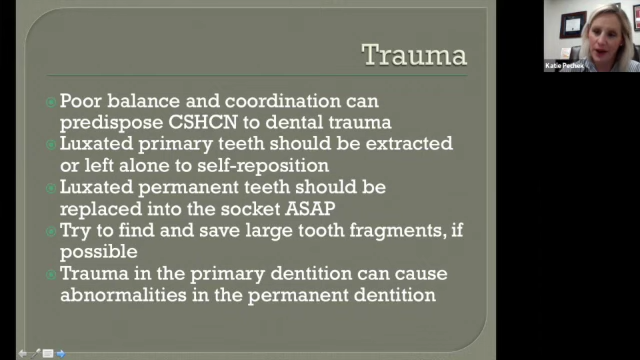 Trauma
Poor balance and coordination can
predispose CSHCN to dental trauma
Luxated primary teeth should be extracted
or left alone to self-reposition
Luxated permanent teeth should be
replaced into the socket ASAP
Try to find and save large tooth fragments, if
possible
Trauma in the primary dentition can cause
abnormalities in the permanent dentition
Katie Pechek